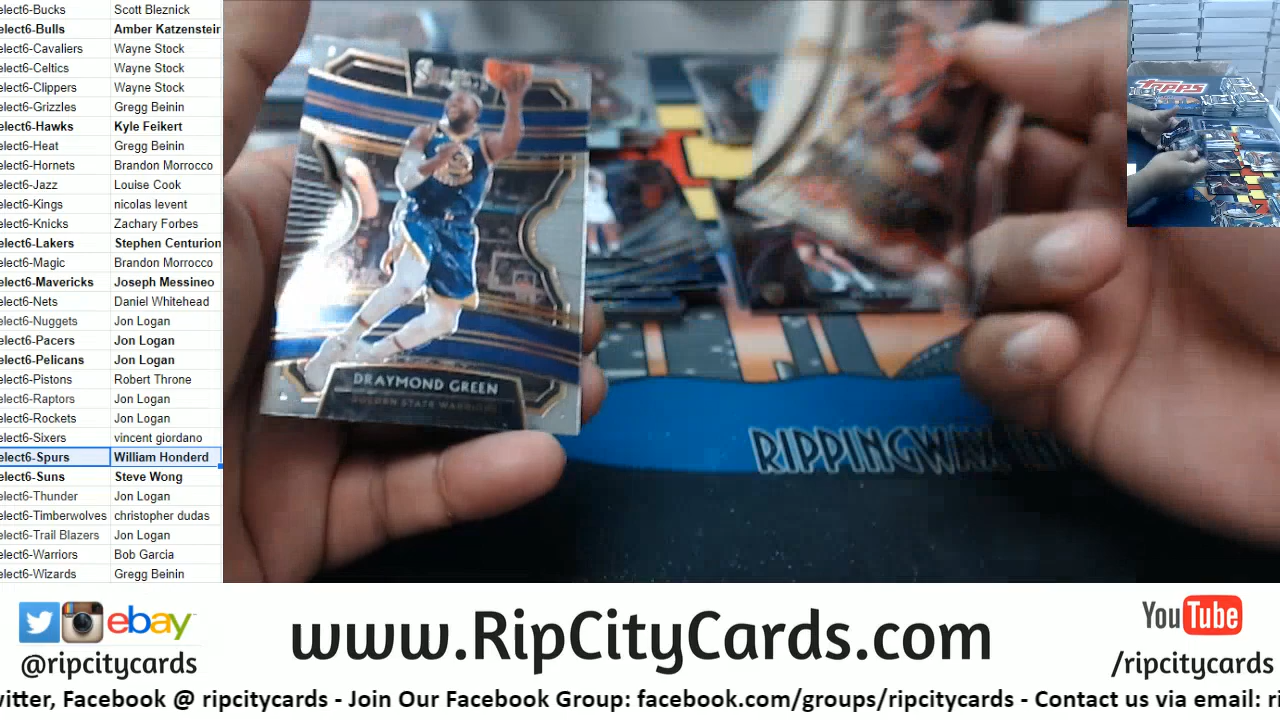 elect6-Bucks Scott Bleznick
elect6-Bulls Amber Katzenstein
elect6-Cavaliers Wayne Stock
elect6-Celtics Wayne Stock
elect6-Clippers Wayne Stock
elect6-Grizzles Gregg Beinin
elect6-Hawks Kyle Feikert
elect6-Heat Gregg Beinin
elect6-Hornets Brandon Morrocco
elect6-Jazz Louise Cook
elect6-Kings nicolas levent
elect6-Knicks Zachary Forbes
elect6-Lakers Stephen Centurion
elect6-Magic Brandon Morrocco
elect6-Mavericks Joseph Messineo
elect6-Nets Daniel Whitehead
elect6-Nuggets Jon Logan
elect6-Pacers Jon Logan
elect6-Pelicans Jon Logan
elect6-Pistons Robert Throne
elect6-Raptors Jon Logan
elect6-Rockets Jon Logan
elect6-Sixers vincent giordano
elect6-Spurs William Honderd
elect6-Suns Steve Wong
elect6-Thunder Jon Logan
elect6-Timberwolves christopher dudas
elect6-Trail Blazers Jon Logan
elect6-Warriors Bob Garcia
elect6-Wizards Gregg Beinin
DRAYMOND GREEN
GOLDEN STATE WARRIORS
RIPPINGWAX
TOPPS
ebay
@ripcitycards
www.RipCityCards.com
YouTube
/ripcitycards
witter, Facebook @ ripcitycards - Join Our Facebook Group: facebook.com/groups/ripcitycards - Contact us via email: ri